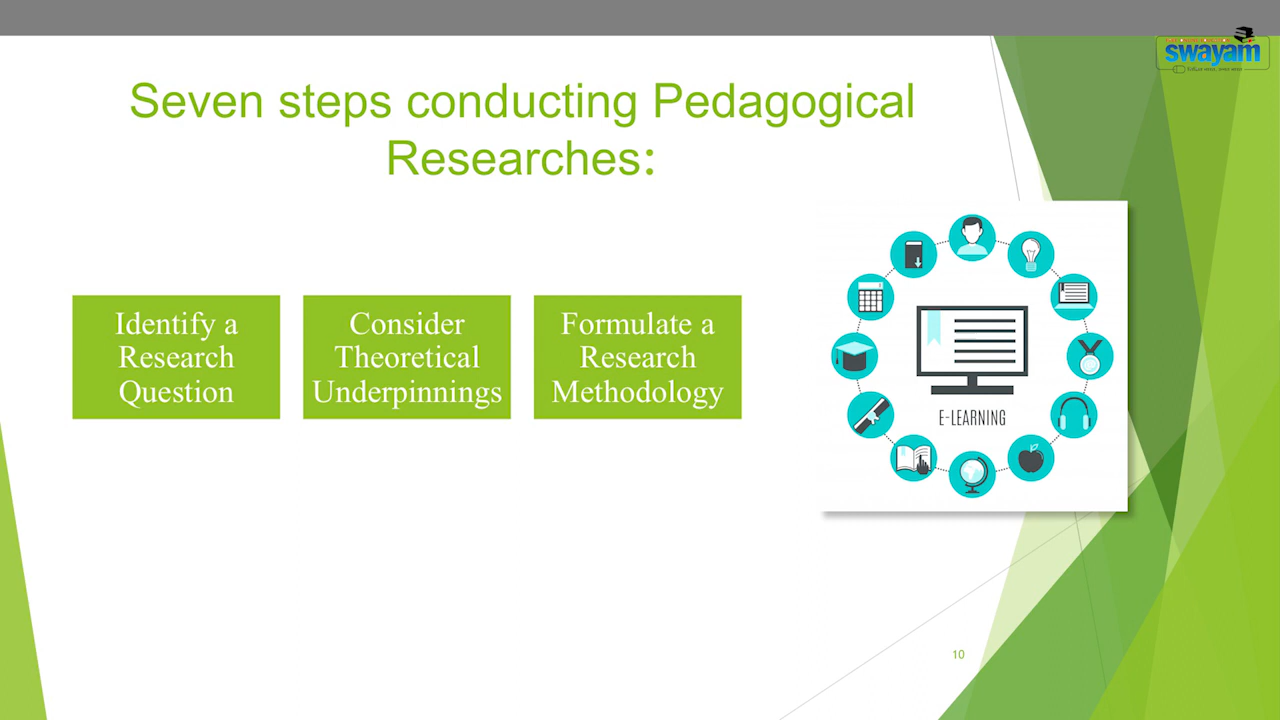 swayam
Seven steps conducting Pedagogical
Researches:
Identify a
Research
Question
Consider
Theoretical
Underpinnings
Formulate a
Research
Methodology
E-LEARNING
10